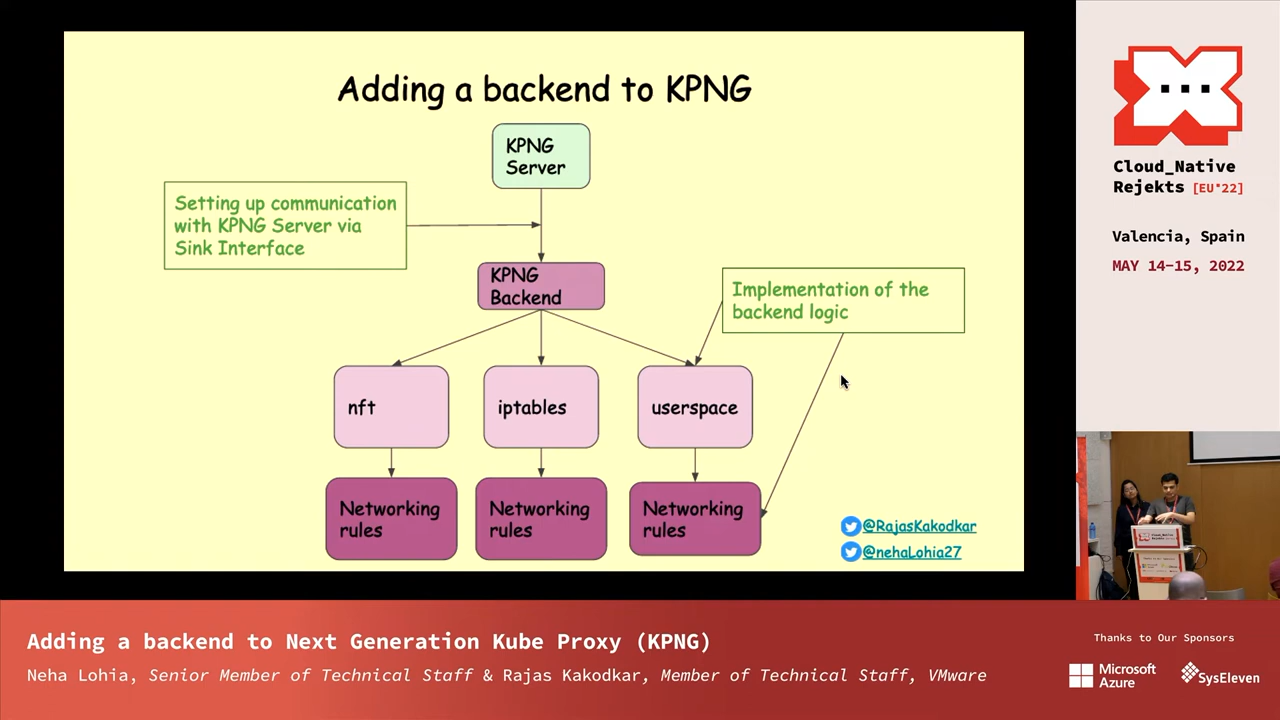 Adding a backend to KPNG
KPNG
Server
Setting up communication
with KPNG Server via
Sink Interface
KPNG
Backend
Implementation of the
backend logic
nft
iptables
userspace
Networking
rules
Networking
rules
Networking
rules
@RajasKakodkar
@nehaLohia27
Cloud_Native
Rejekts [EU*22]
Valencia, Spain
MAY 14-15, 2022
Adding a backend to Next Generation Kube Proxy (KPNG)
Neha Lohia, Senior Member of Technical Staff & Rajas Kakodkar, Member of Technical Staff, VMware
Thanks to Our Sponsors
Microsoft
Azure
SysEleven